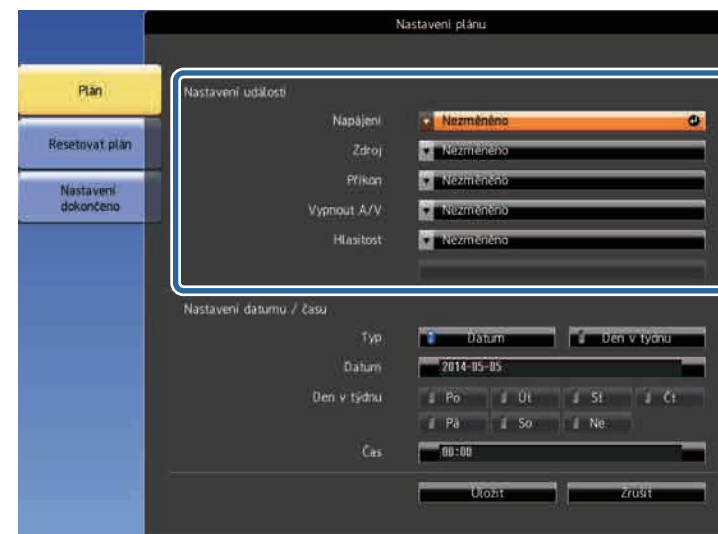 Nastavení plánu
Plán
Resetovat plán
Nastavení
dokončeno
Nastavení události
Napájení Nezměněno
Zdroj Nezměněno
Příkon Nezměněno
Vypnout A/V Nezměněno
Hlasitost Nezměněno
Nastavení datumu / času
Typ Datum Den v týdnu
Datum 2014-05-05
Den v týdnu Po Út St Čt
Pá So Ne
Čas 00:00
Uložit Zrušit